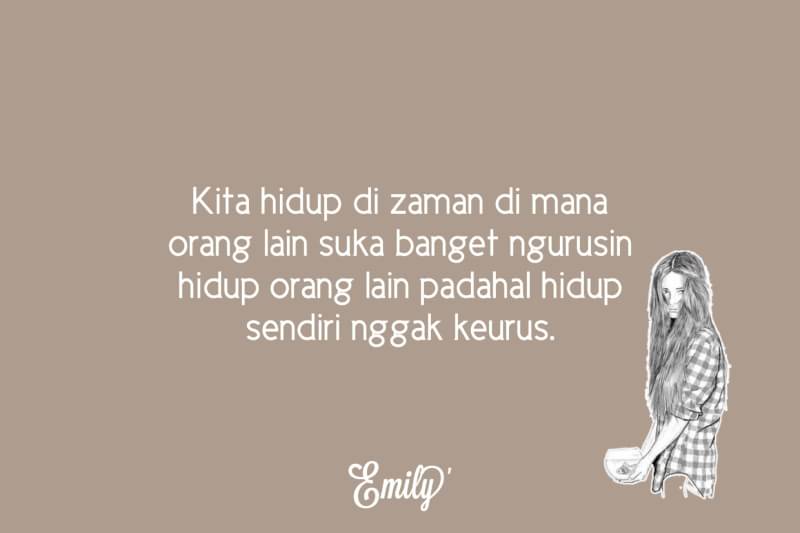 Kita hidup di zaman di mana
orang lain suka banget ngurusin
hidup orang lain padahal hidup
sendiri nggak keurus.
Emily'